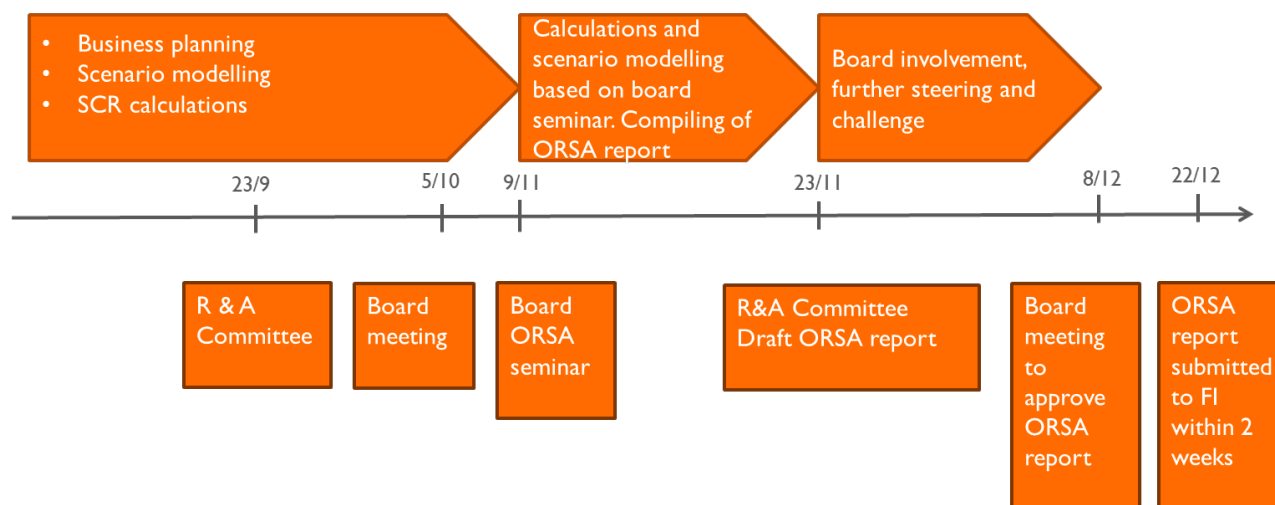 • Business planning
• Scenario modelling
• SCR calculations
Calculations and
scenario modelling
based on board
seminar. Compiling of
ORSA report
Board involvement,
further steering and
challenge
23/9
5/10
9/11
23/11
8/12
22/12
R & A
Committee
Board
meeting
Board
ORSA
seminar
R&A Committee
Draft ORSA report
Board
meeting
to
approve
ORSA
report
ORSA
report
submitted
to FI
within 2
weeks